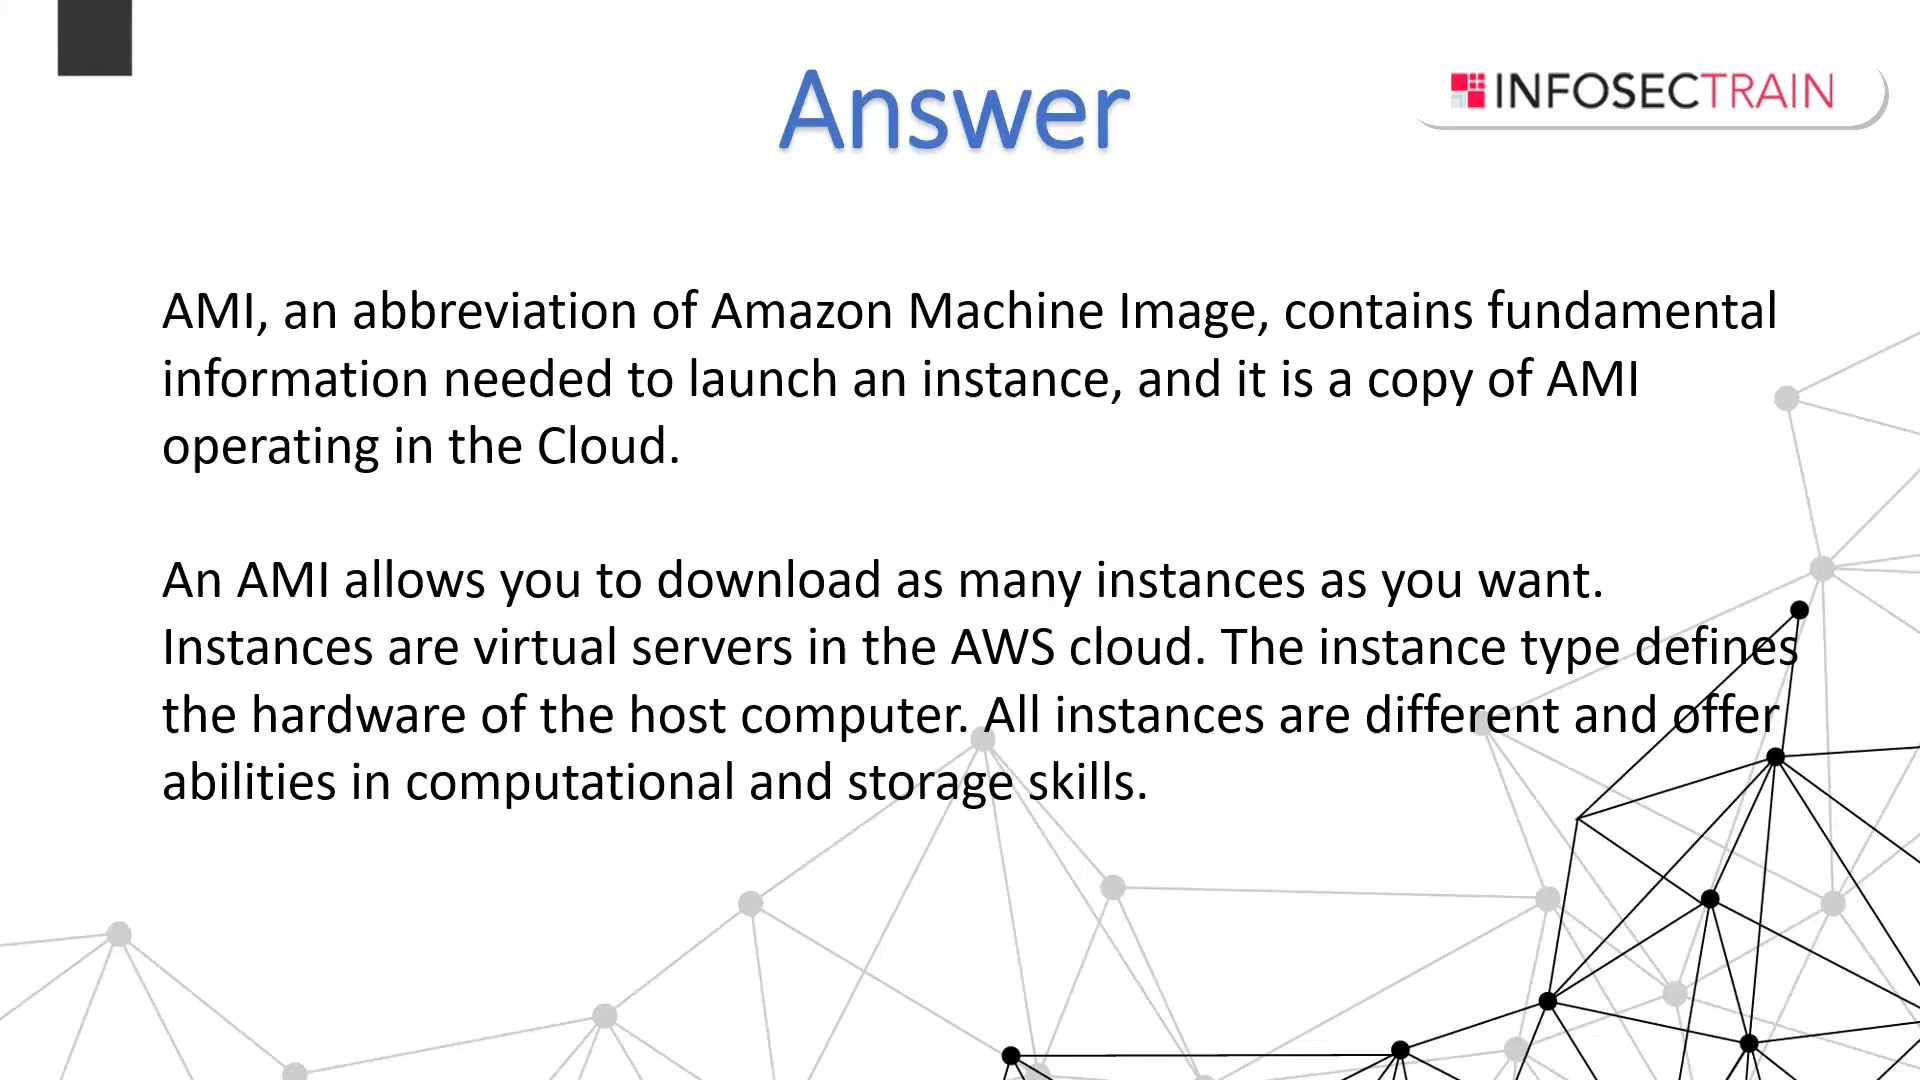 Answer
INFOSECTRAIN
AMI, an abbreviation of Amazon Machine Image, contains fundamental
information needed to launch an instance, and it is a copy of AMI
operating in the Cloud.
An AMI allows you to download as many instances as you want.
Instances are virtual servers in the AWS cloud. The instance type defines
the hardware of the host computer. All instances are different and offer
abilities in computational and storage skills.